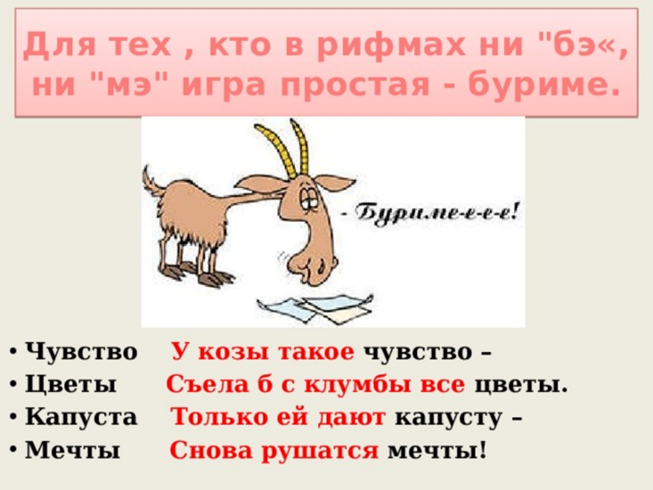 Для тех , кто в рифмах ни "бэ«,
ни "мэ" игра простая - буриме.
- Буриме-е-е-е!
• Чувство У козы такое чувство –
• Цветы Съела б с клумбы все цветы.
• Капуста Только ей дают капусту –
• Мечты Снова рушатся мечты!